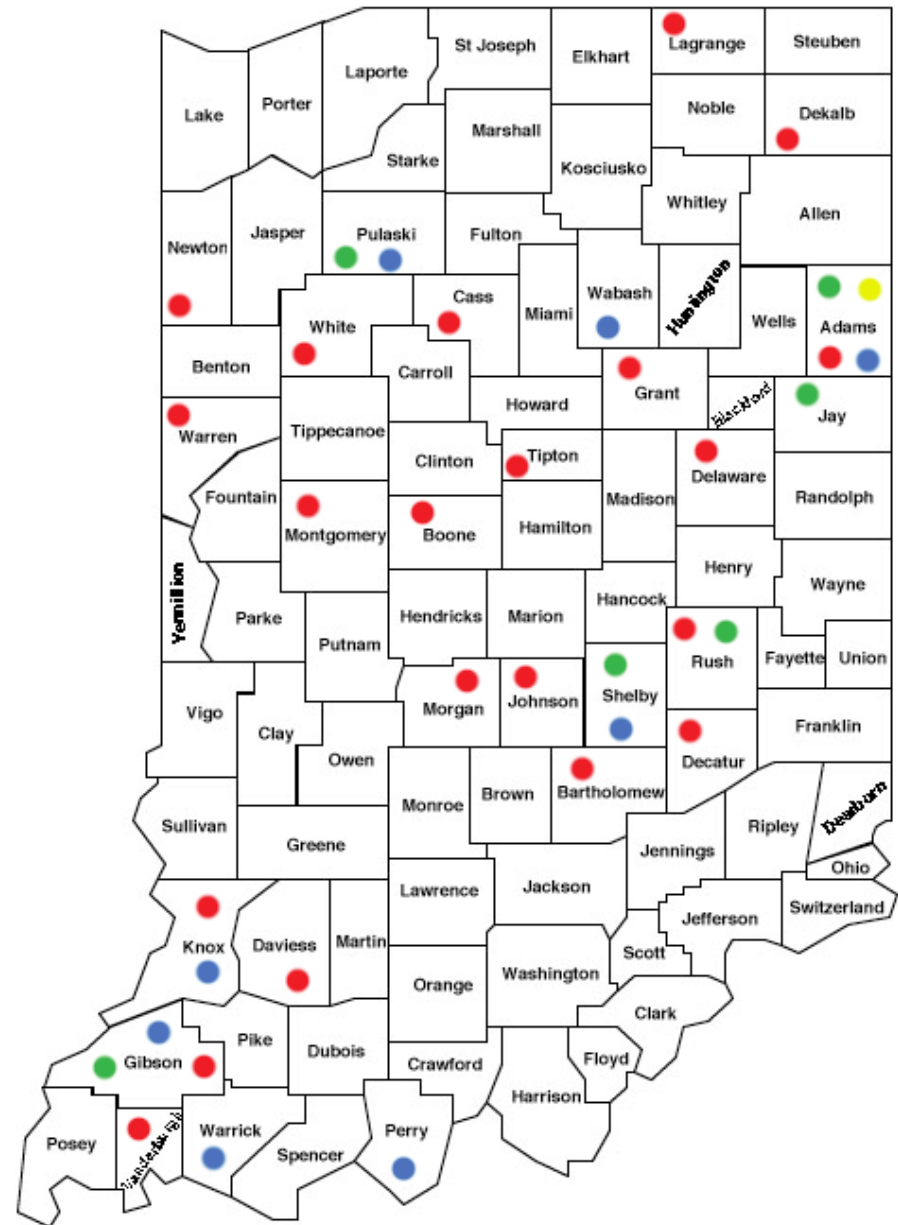 St Joseph
Elkhart
Lagrange
Steuben
Laporte
Lake
Porter
Noble
Dekalb
Marshall
Starke
Kosciusko
Whitley
Allen
Newton
Jasper
Pulaski
Fulton
Wabash
Huntington
Cass
Miami
Wells
Adams
White
Benton
Carroll
Grant
Blackford
Jay
Howard
Warren
Tippecanoe
Clinton
Tipton
Delaware
Fountain
Madison
Randolph
Montgomery
Boone
Hamilton
Henry
Wayne
Vermillion
Parke
Hendricks
Marion
Hancock
Putnam
Rush
Fayette
Union
Vigo
Morgan
Johnson
Shelby
Clay
Owen
Franklin
Decatur
Monroe
Brown
Bartholomew
Dearborn
Sullivan
Greene
Ripley
Jennings
Ohio
Lawrence
Jackson
Switzerland
Jefferson
Knox
Daviess
Martin
Scott
Washington
Orange
Clark
Pike
Dubois
Gibson
Crawford
Floyd
Harrison
Posey
Vanderburgh
Warrick
Spencer
Perry